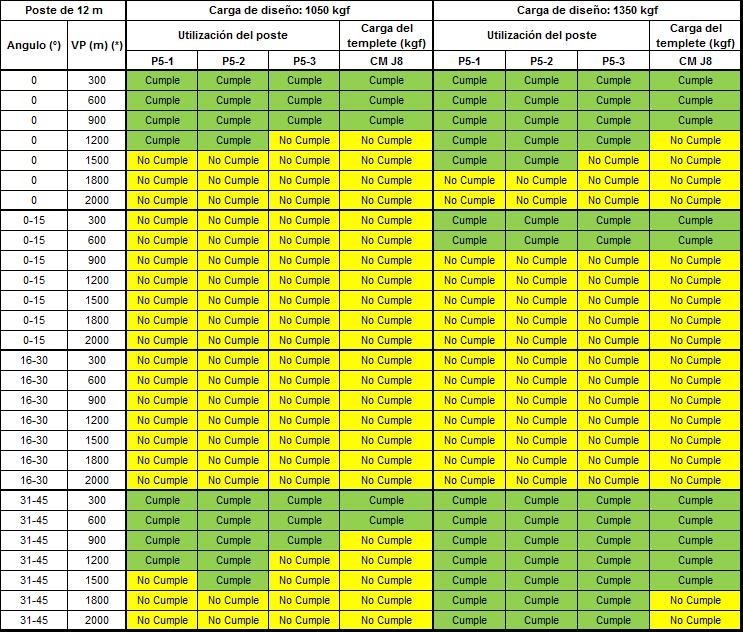 Poste de 12 m Carga de diseño: 1050 kgf Carga de diseño: 1350 kgf
Angulo (°) VP (m) (*) Utilización del poste Carga del templete (kgf) Utilización del poste Carga del templete (kgf)
P5-1 P5-2 P5-3 CM J8 P5-1 P5-2 P5-3 CM J8
0 300 Cumple Cumple Cumple Cumple Cumple Cumple Cumple Cumple
0 600 Cumple Cumple Cumple Cumple Cumple Cumple Cumple Cumple
0 900 Cumple Cumple Cumple Cumple Cumple Cumple Cumple Cumple
0 1200 Cumple Cumple No Cumple No Cumple Cumple Cumple Cumple No Cumple
0 1500 No Cumple No Cumple No Cumple No Cumple Cumple Cumple No Cumple No Cumple
0 1800 No Cumple No Cumple No Cumple No Cumple No Cumple No Cumple No Cumple No Cumple
0 2000 No Cumple No Cumple No Cumple No Cumple No Cumple No Cumple No Cumple No Cumple
0-15 300 No Cumple No Cumple No Cumple No Cumple Cumple Cumple Cumple Cumple
0-15 600 No Cumple No Cumple No Cumple No Cumple Cumple Cumple Cumple Cumple
0-15 900 No Cumple No Cumple No Cumple No Cumple No Cumple No Cumple No Cumple No Cumple
0-15 1200 No Cumple No Cumple No Cumple No Cumple No Cumple No Cumple No Cumple No Cumple
0-15 1500 No Cumple No Cumple No Cumple No Cumple No Cumple No Cumple No Cumple No Cumple
0-15 1800 No Cumple No Cumple No Cumple No Cumple No Cumple No Cumple No Cumple No Cumple
0-15 2000 No Cumple No Cumple No Cumple No Cumple No Cumple No Cumple No Cumple No Cumple
16-30 300 No Cumple No Cumple No Cumple No Cumple No Cumple No Cumple No Cumple No Cumple
16-30 600 No Cumple No Cumple No Cumple No Cumple No Cumple No Cumple No Cumple No Cumple
16-30 900 No Cumple No Cumple No Cumple No Cumple No Cumple No Cumple No Cumple No Cumple
16-30 1200 No Cumple No Cumple No Cumple No Cumple No Cumple No Cumple No Cumple No Cumple
16-30 1500 No Cumple No Cumple No Cumple No Cumple No Cumple No Cumple No Cumple No Cumple
16-30 1800 No Cumple No Cumple No Cumple No Cumple No Cumple No Cumple No Cumple No Cumple
16-30 2000 No Cumple No Cumple No Cumple No Cumple No Cumple No Cumple No Cumple No Cumple
31-45 300 Cumple Cumple Cumple Cumple Cumple Cumple Cumple Cumple
31-45 600 Cumple Cumple Cumple Cumple Cumple Cumple Cumple Cumple
31-45 900 Cumple Cumple Cumple No Cumple Cumple Cumple Cumple Cumple
31-45 1200 Cumple Cumple No Cumple No Cumple Cumple Cumple Cumple Cumple
31-45 1500 No Cumple Cumple No Cumple No Cumple Cumple Cumple Cumple Cumple
31-45 1800 No Cumple No Cumple No Cumple No Cumple Cumple Cumple Cumple No Cumple
31-45 2000 No Cumple No Cumple No Cumple No Cumple Cumple Cumple Cumple No Cumple